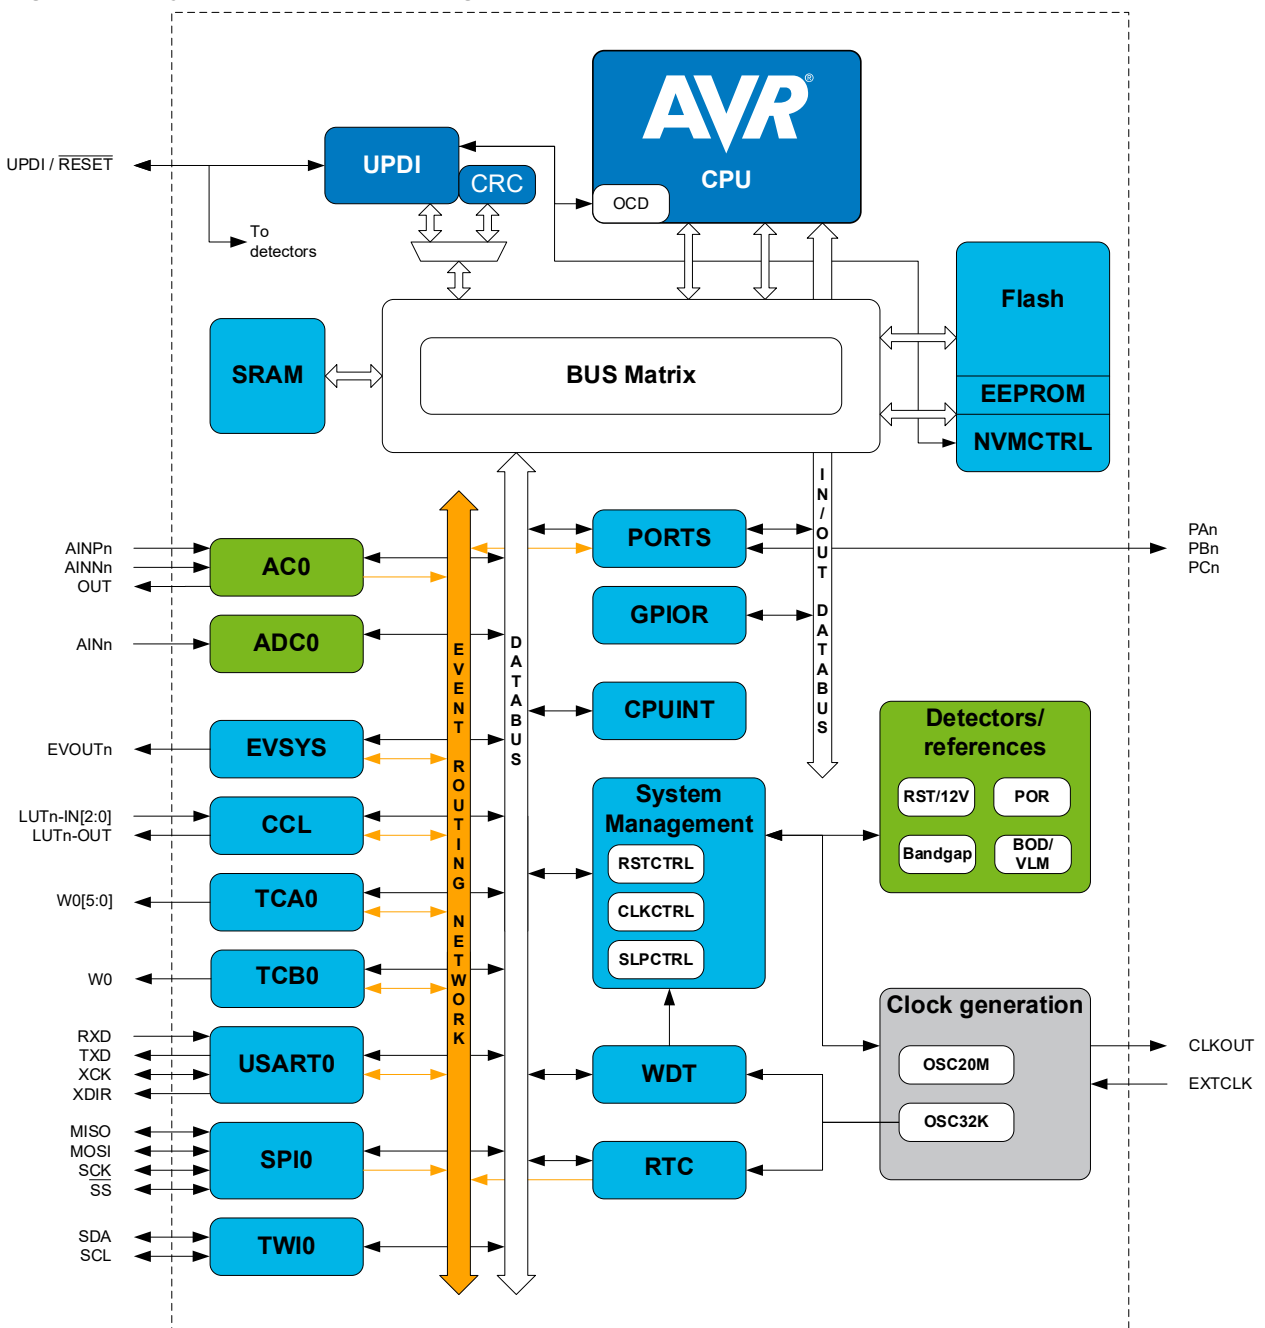 AVR®
CPU
OCD
UPDI / RESET
UPDI
CRC
To
detectors
Flash
EEPROM
NVMCTRL
SRAM
BUS Matrix
IN/OUT DATABUS
DATABUS
EVENT ROUTING NETWORK
AINPn
AINNn
OUT
AC0
AINn
ADC0
EVOUTn
EVSYS
LUTn-IN[2:0]
LUTn-OUT
CCL
W0[5:0]
TCA0
W0
TCB0
RXD
TXD
XCK
XDIR
USART0
MISO
MOSI
SCK
SS
SPI0
SDA
SCL
TWI0
PORTS
GPIOR
CPUINT
PAn
PBn
PCn
System
Management
RSTCTRL
CLKCTRL
SLPCTRL
WDT
RTC
Detectors/
references
RST/12V
POR
Bandgap
BOD/
VLM
Clock generation
OSC20M
OSC32K
CLKOUT
EXTCLK